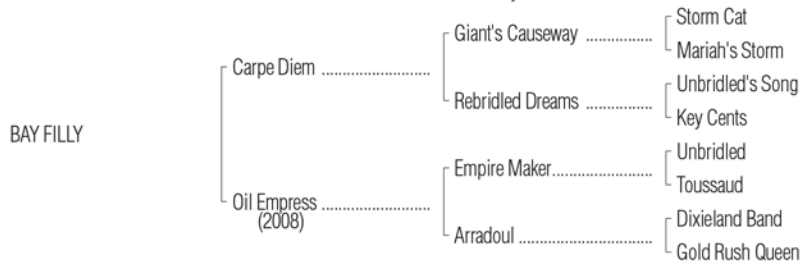 Storm Cat
Giant's Causeway ................
Mariah's Storm
Carpe Diem ..........................
Unbridled's Song
Rebridled Dreams ................
Key Cents
BAY FILLY
Unbridled
Empire Maker........................
Toussaud
Oil Empress ..........................
(2008)
Dixieland Band
Arradoul ................................
Gold Rush Queen